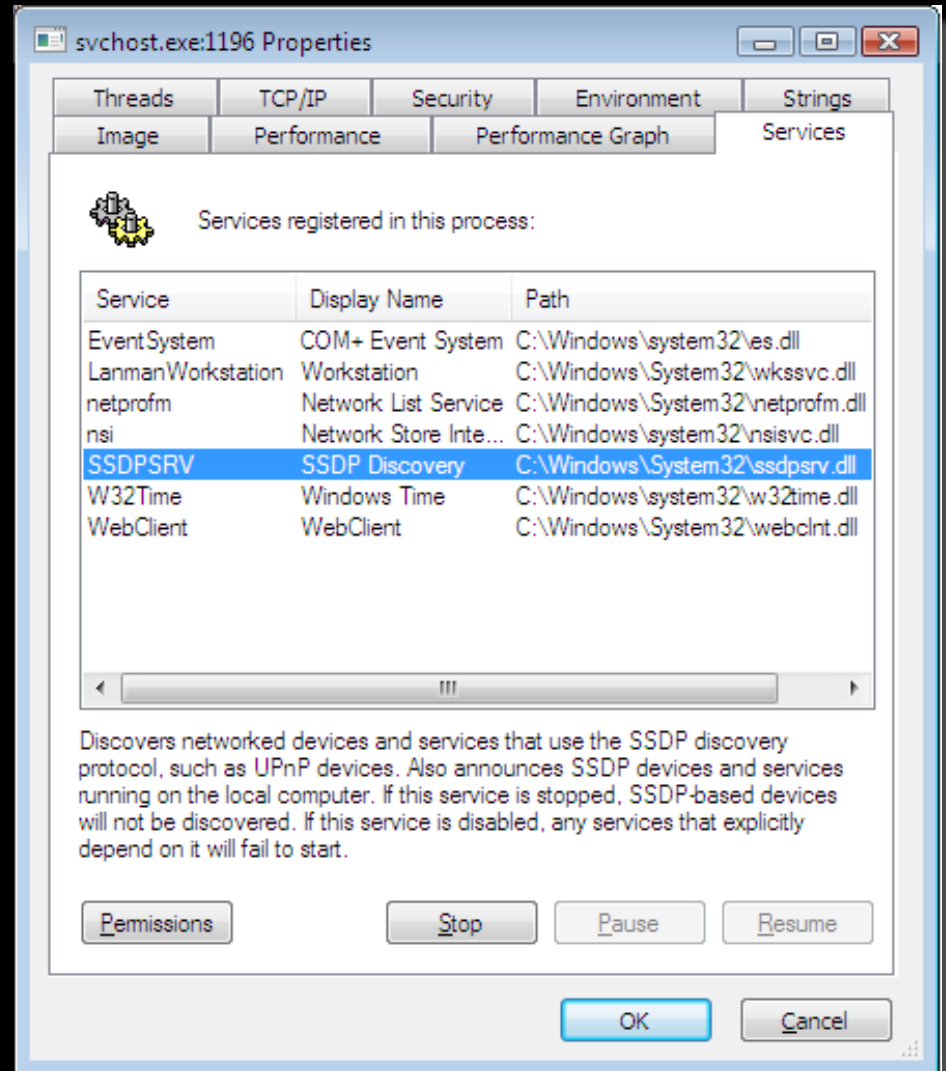 svchost.exe:1196 Properties
Threads TCP/IP Security Environment Strings
Image Performance Performance Graph Services
Services registered in this process:
Service Display Name Path
EventSystem COM+ Event System C:\Windows\system32\es.dll
LanmanWorkstation Workstation C:\Windows\System32\wkssvc.dll
netprofm Network List Service C:\Windows\System32\netprofm.dll
nsi Network Store Inte... C:\Windows\system32\nsisvc.dll
SSDPSRV SSDP Discovery C:\Windows\System32\ssdpsrv.dll
W32Time Windows Time C:\Windows\system32\w32time.dll
WebClient WebClient C:\Windows\System32\webclnt.dll
Discovers networked devices and services that use the SSDP discovery
protocol, such as UPnP devices. Also announces SSDP devices and services
running on the local computer. If this service is stopped, SSDP-based devices
will not be discovered. If this service is disabled, any services that explicitly
depend on it will fail to start.
Permissions Stop Pause Resume
OK Cancel